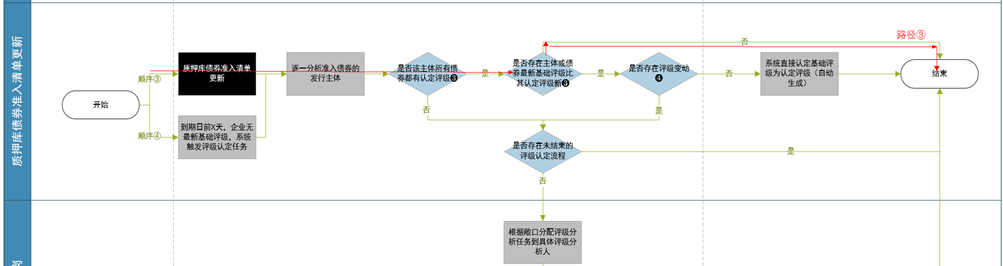 质押库债券准入清单更新
路径③
否
质押库债券准入清单
更新
逐一分析准入债券的
发行主体
是否该主体所有债
券都有认定评级❸
是
是否存在主体或债
券最新基础评级比
其认定评级新❸
是
是否存在评级变动
❹
否
系统直接认定基础评
级为认定评级（自动
生成）
结束
顺序③
开始
顺序④
到期日前X天，企业无
最新基础评级，系统
触发评级认定任务
否
是
是否存在未结束的
评级认定流程
是
否
根据敞口分配评级分
析任务到具体评级分
析人
岗